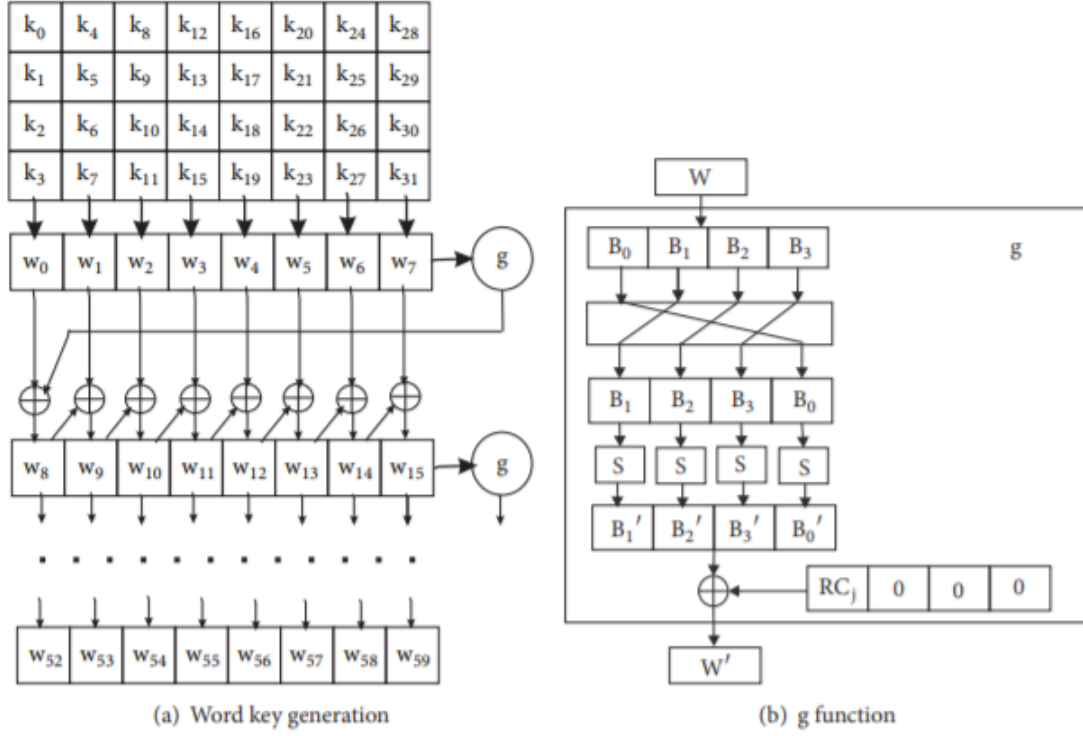 k₀ k₄ k₈ k₁₂ k₁₆ k₂₀ k₂₄ k₂₈
k₁ k₅ k₉ k₁₃ k₁₇ k₂₁ k₂₅ k₂₉
k₂ k₆ k₁₀ k₁₄ k₁₈ k₂₂ k₂₆ k₃₀
k₃ k₇ k₁₁ k₁₅ k₁₉ k₂₃ k₂₇ k₃₁
w₀ w₁ w₂ w₃ w₄ w₅ w₆ w₇ g
w₈ w₉ w₁₀ w₁₁ w₁₂ w₁₃ w₁₄ w₁₅ g
w₅₂ w₅₃ w₅₄ w₅₅ w₅₆ w₅₇ w₅₈ w₅₉
(a) Word key generation
W
B₀ B₁ B₂ B₃ g
B₁ B₂ B₃ B₀
S S S S
B₁′ B₂′ B₃′ B₀′
RCⱼ 0 0 0
W′
(b) g function